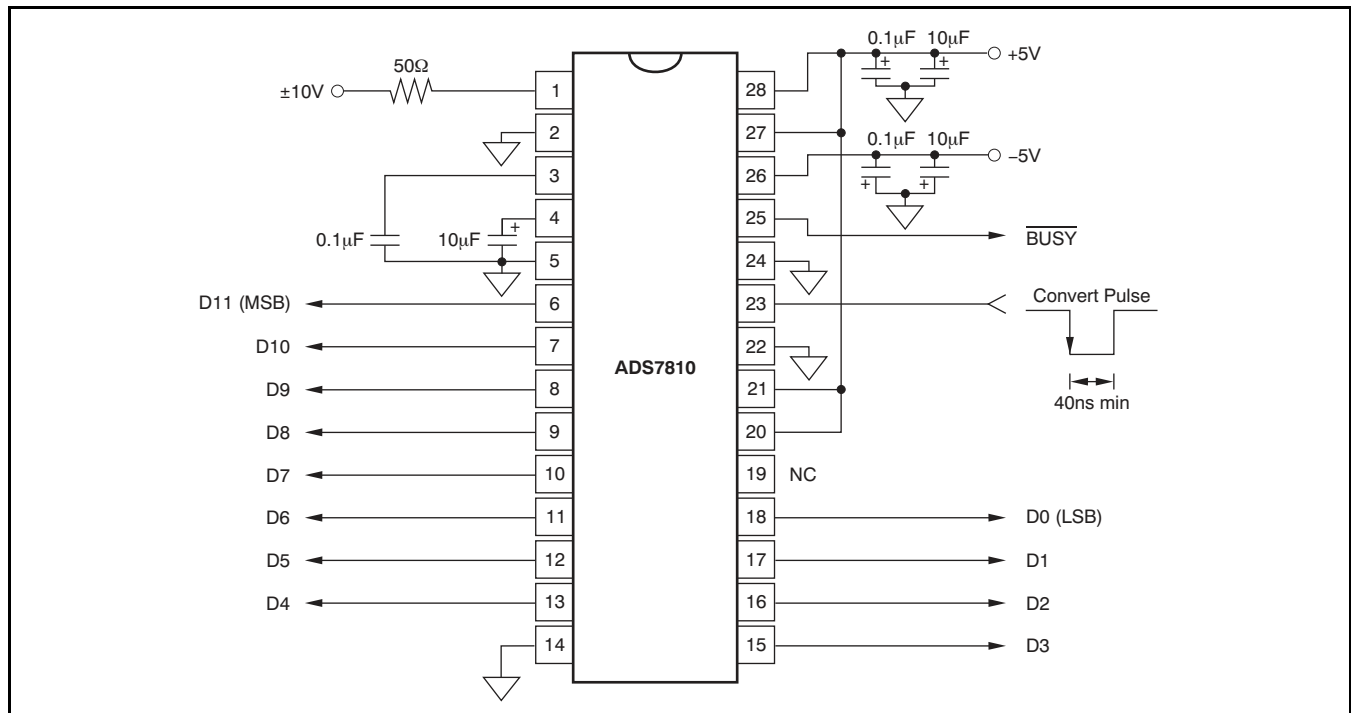 ±10V
50Ω
0.1μF
10μF
D11 (MSB)
D10
D9
D8
D7
D6
D5
D4
1
2
3
4
5
6
7
8
9
10
11
12
13
14
ADS7810
28
27
26
25
24
23
22
21
20
19
18
17
16
15
NC
0.1μF 10μF
+
+
+5V
0.1μF 10μF
+
+
–5V
+
BUSY
Convert Pulse
40ns min
D0 (LSB)
D1
D2
D3